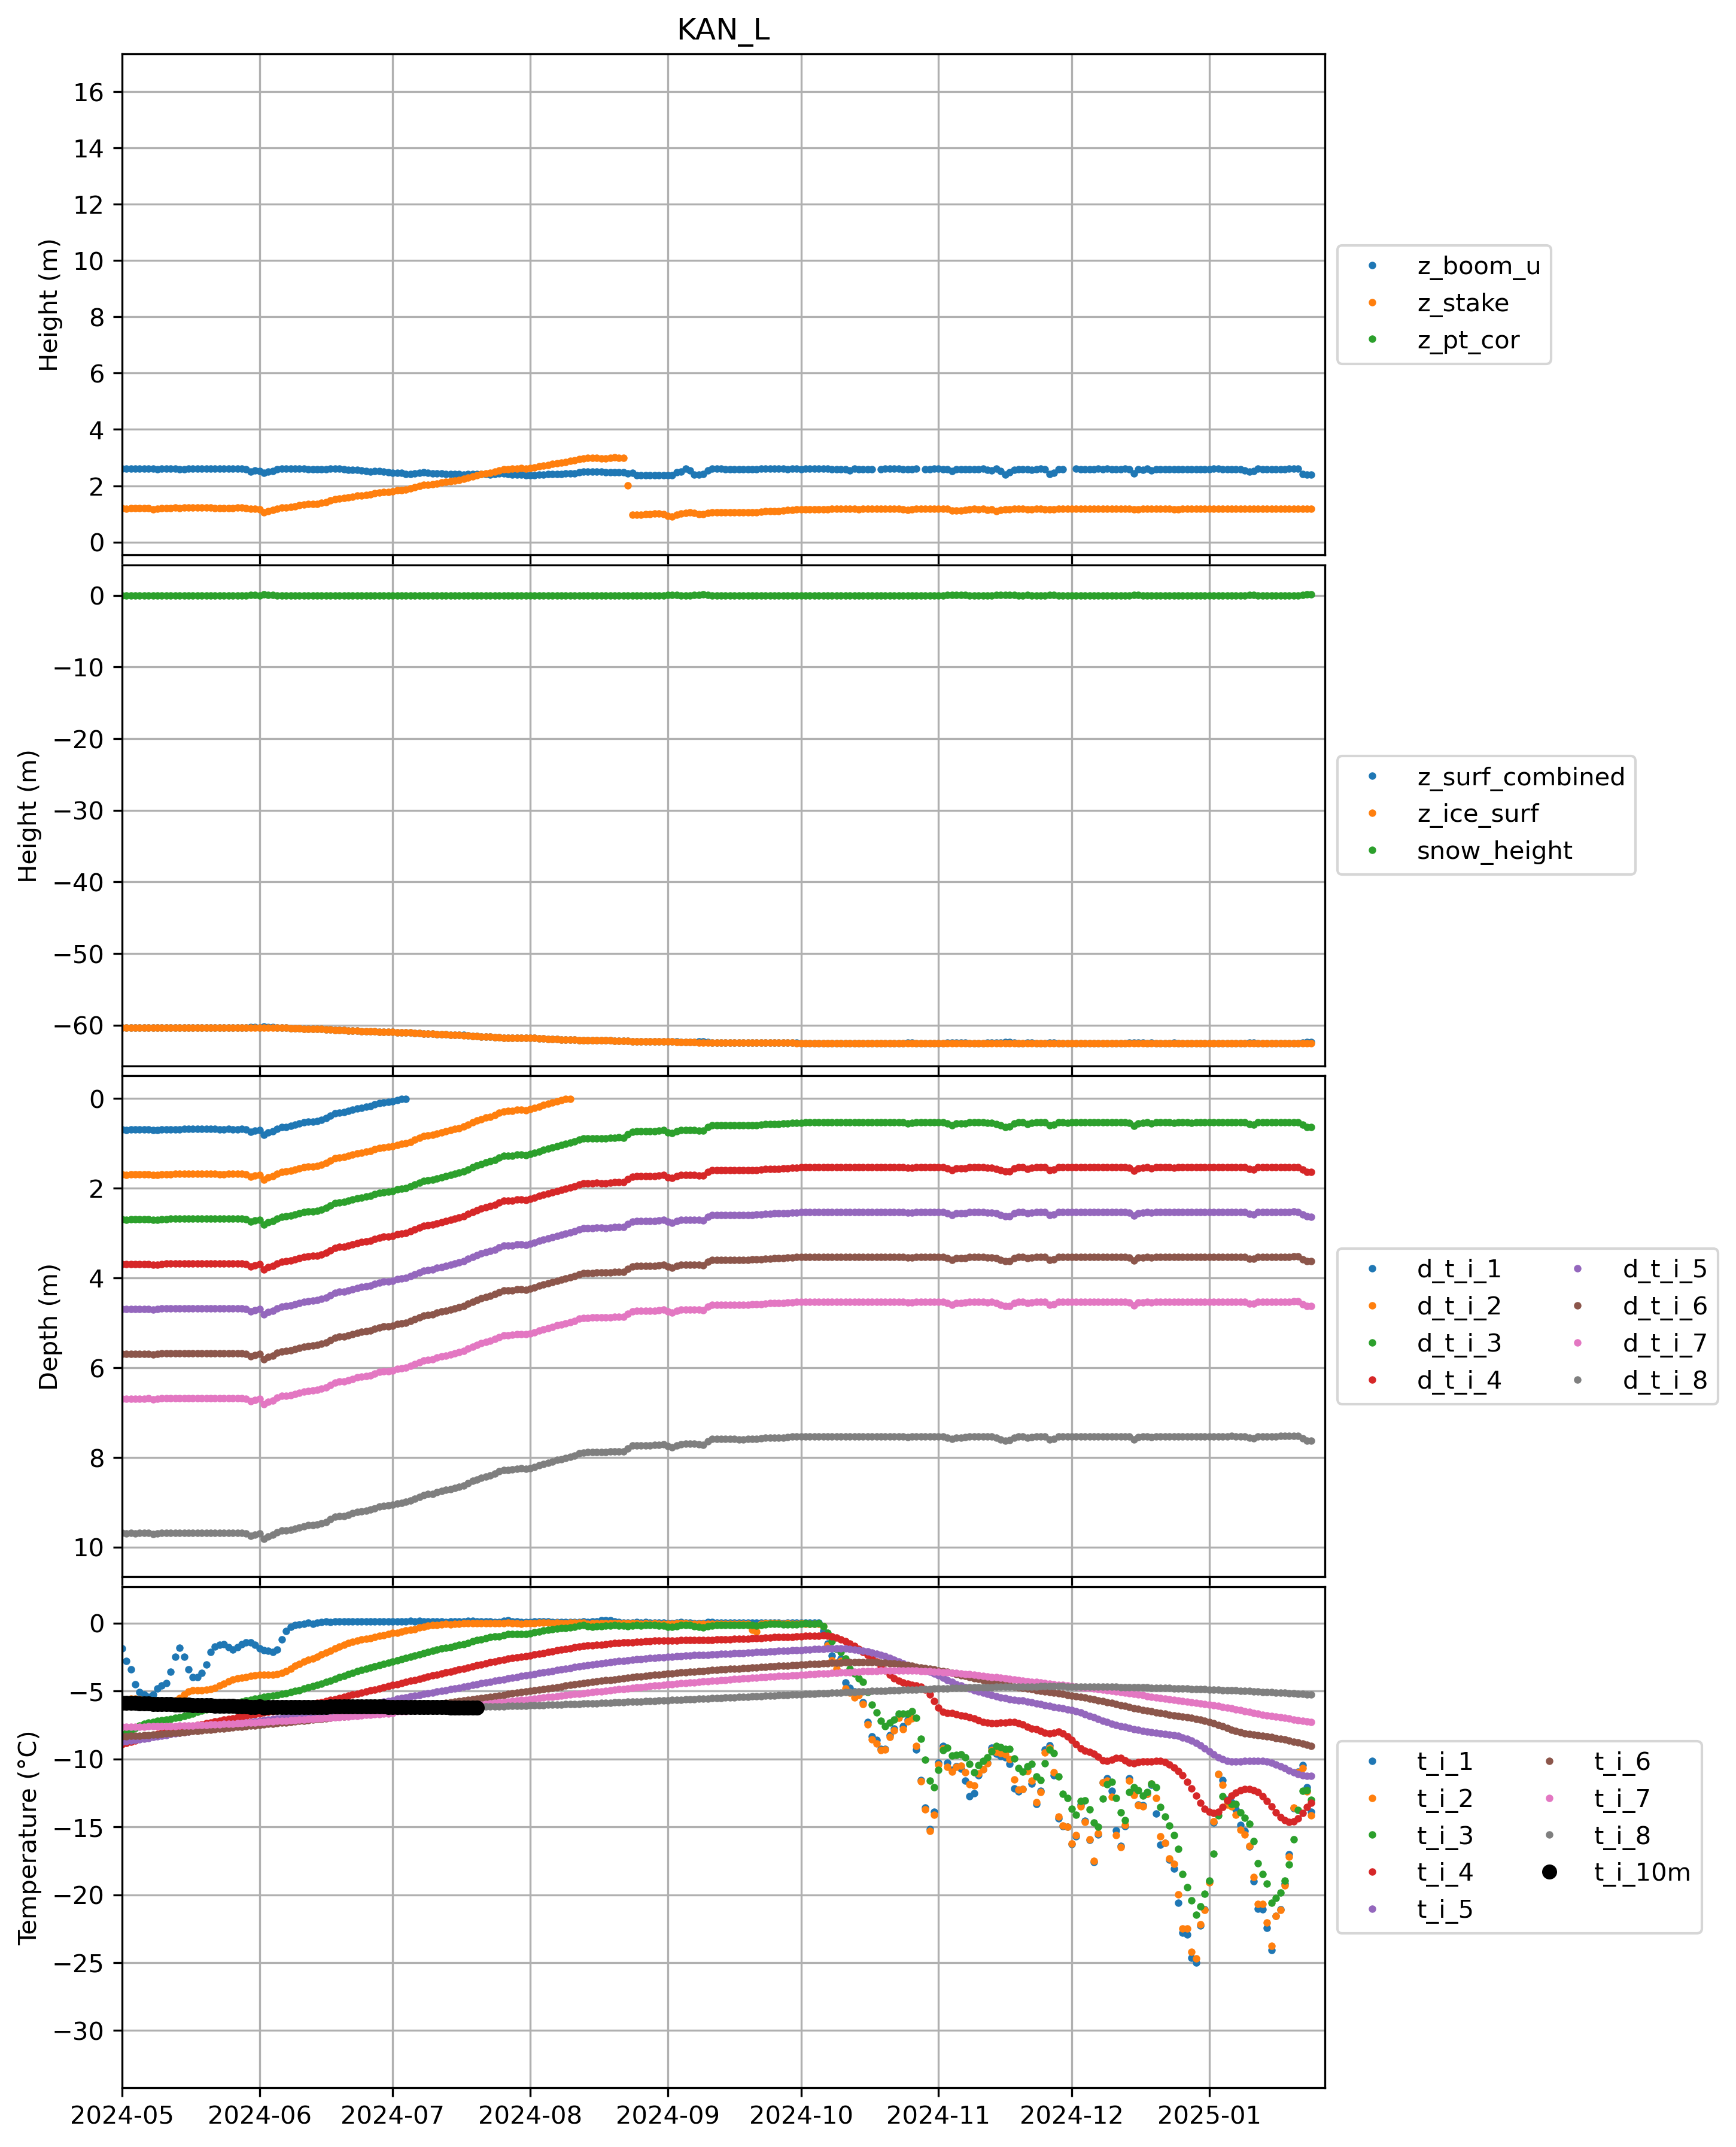 KAN_L
16
14
12
10
8
6
4
2
0
Height (m)
z_boom_u
z_stake
z_pt_cor
0
−10
−20
−30
−40
−50
−60
Height (m)
z_surf_combined
z_ice_surf
snow_height
0
2
4
6
8
10
Depth (m)
d_t_i_1
d_t_i_2
d_t_i_3
d_t_i_4
d_t_i_5
d_t_i_6
d_t_i_7
d_t_i_8
0
−5
−10
−15
−20
−25
−30
Temperature (°C)
t_i_1
t_i_2
t_i_3
t_i_4
t_i_5
t_i_6
t_i_7
t_i_8
t_i_10m
2024-05 2024-06 2024-07 2024-08 2024-09 2024-10 2024-11 2024-12 2025-01